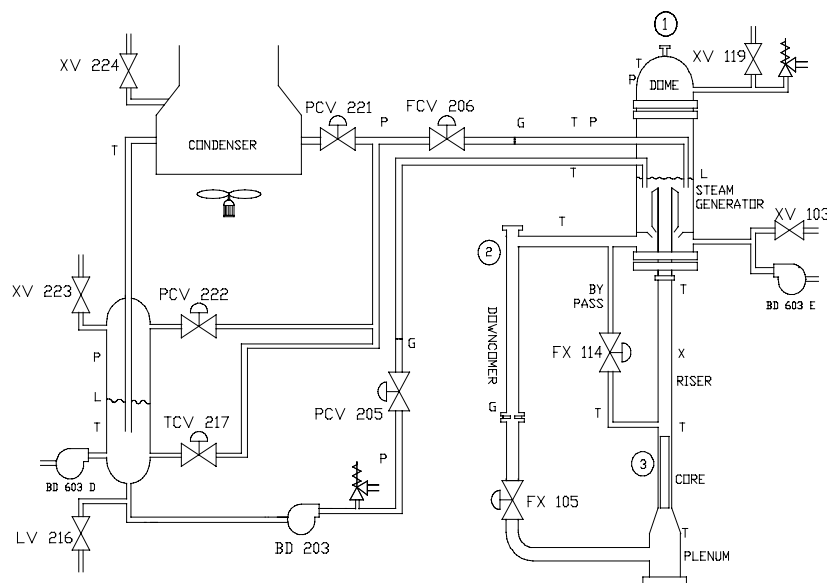 1
XV 224
XV 119
T
P
DOME
PCV 221
FCV 206
P
G
T P
T
CONDENSER
T
L
STEAM
GENERATOR
XV 103
T
2
XV 223
PCV 222
BY
PASS
T
BD 603 E
DOWNCOMER
G
P
FX 114
X
RISER
L
PCV 205
TCV 217
G
T
T
T
P
3
BD 603 D
CORE
FX 105
LV 216
BD 203
T
PLENUM